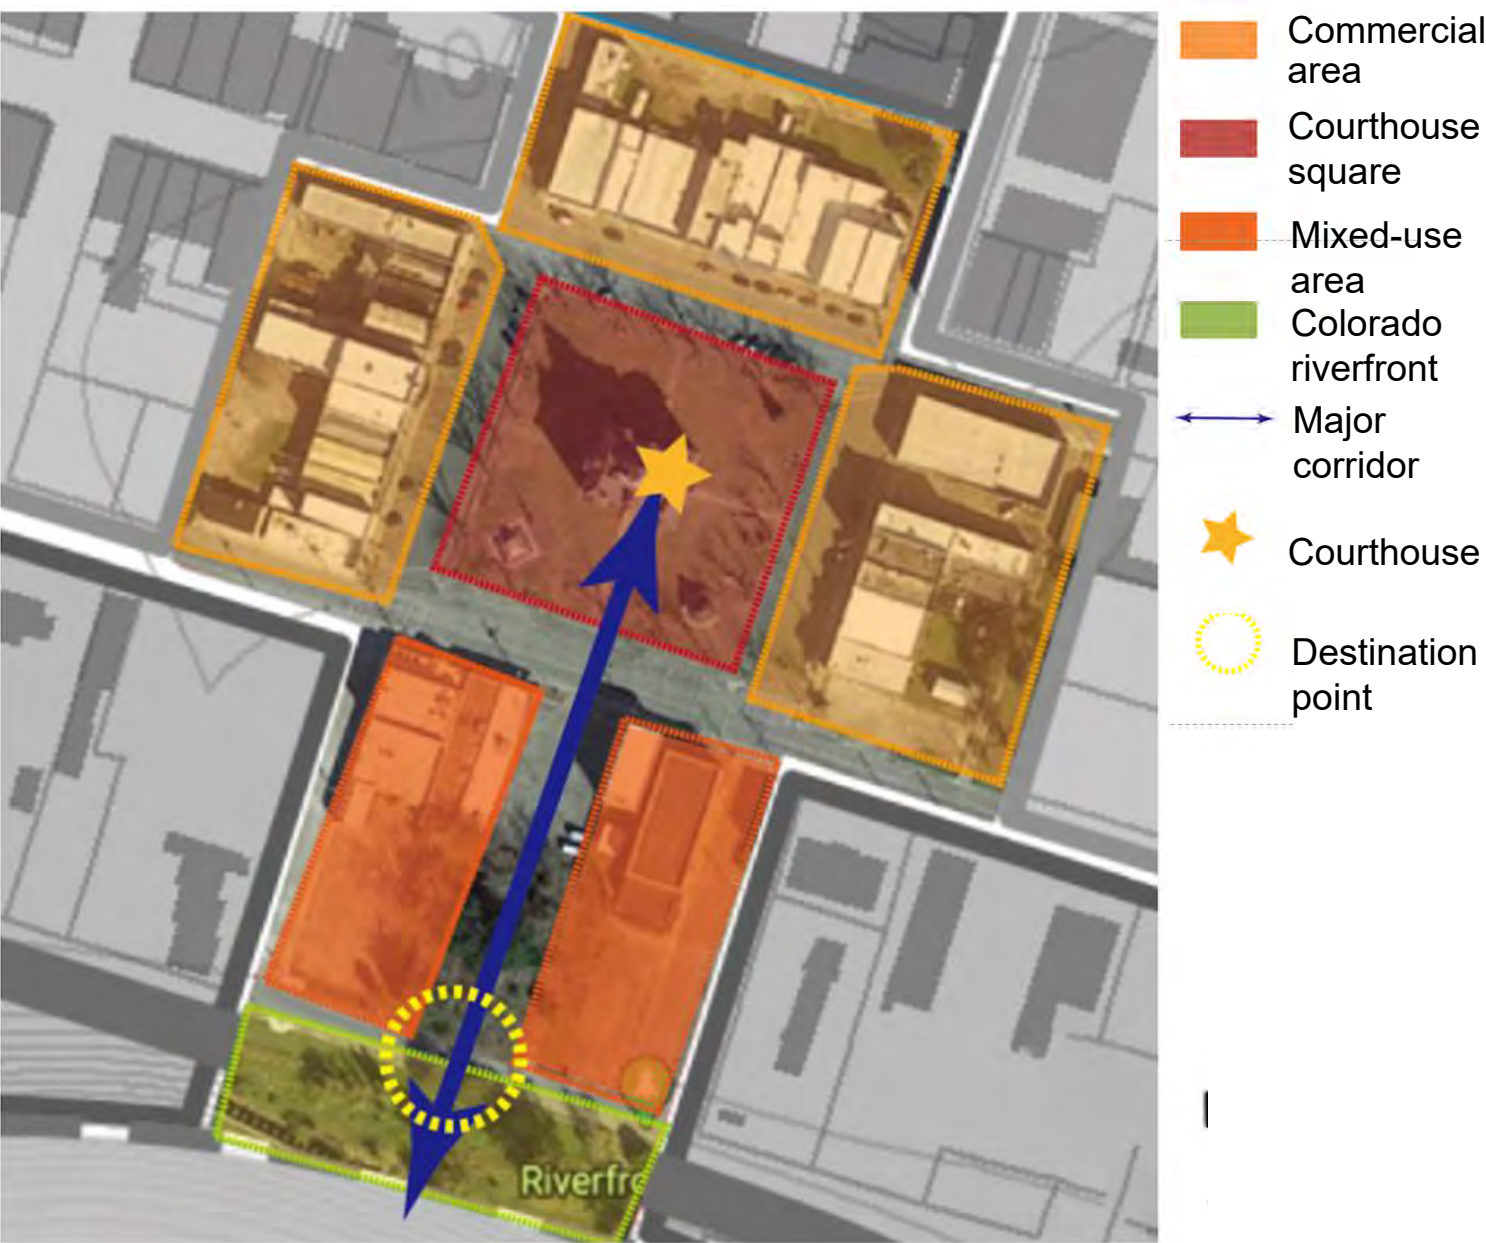 Commercial
area
Courthouse
square
Mixed-use
area
Colorado
riverfront
Major
corridor
Courthouse
Destination
point